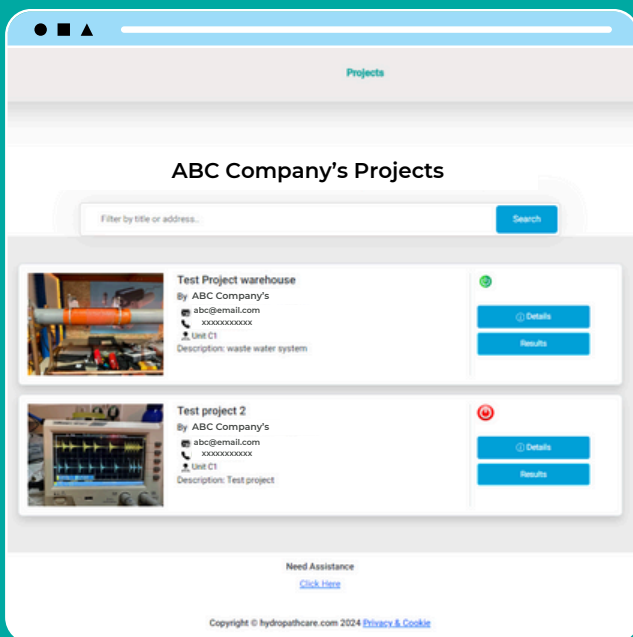 Projects
ABC Company’s Projects
Filter by title or address..
Search
Test Project warehouse
By ABC Company’s
abc@email.com
xxxxxxxxxxx
Unit C1
Description: waste water system
Details
Results
Test project 2
By ABC Company’s
abc@email.com
xxxxxxxxxxx
Unit C1
Description: Test project
Details
Results
Need Assistance
Click Here
Copyright © hydropathcare.com 2024 Privacy & Cookie